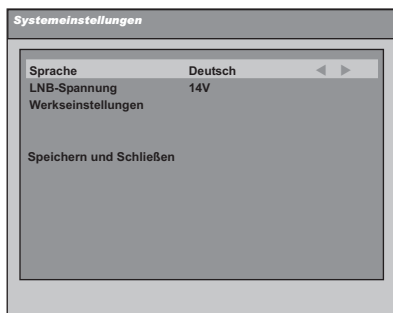 Systemeinstellungen
Sprache Deutsch
LNB-Spannung 14V
Werkseinstellungen
Speichern und Schließen